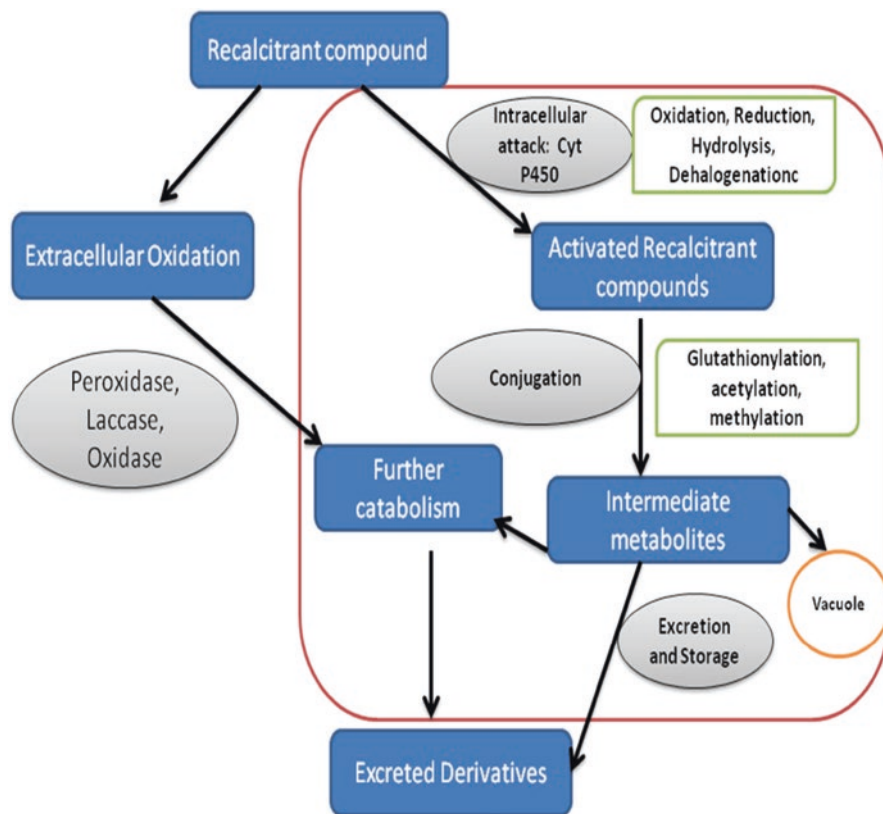 Recalcitrant compound
Intracellular
attack: Cyt
P450
Oxidation, Reduction,
Hydrolysis,
Dehalogenationc
Extracellular Oxidation
Activated Recalcitrant
compounds
Peroxidase,
Laccase,
Oxidase
Conjugation
Glutathionylation,
acetylation,
methylation
Further
catabolism
Intermediate
metabolites
Vacuole
Excretion
and Storage
Excreted Derivatives